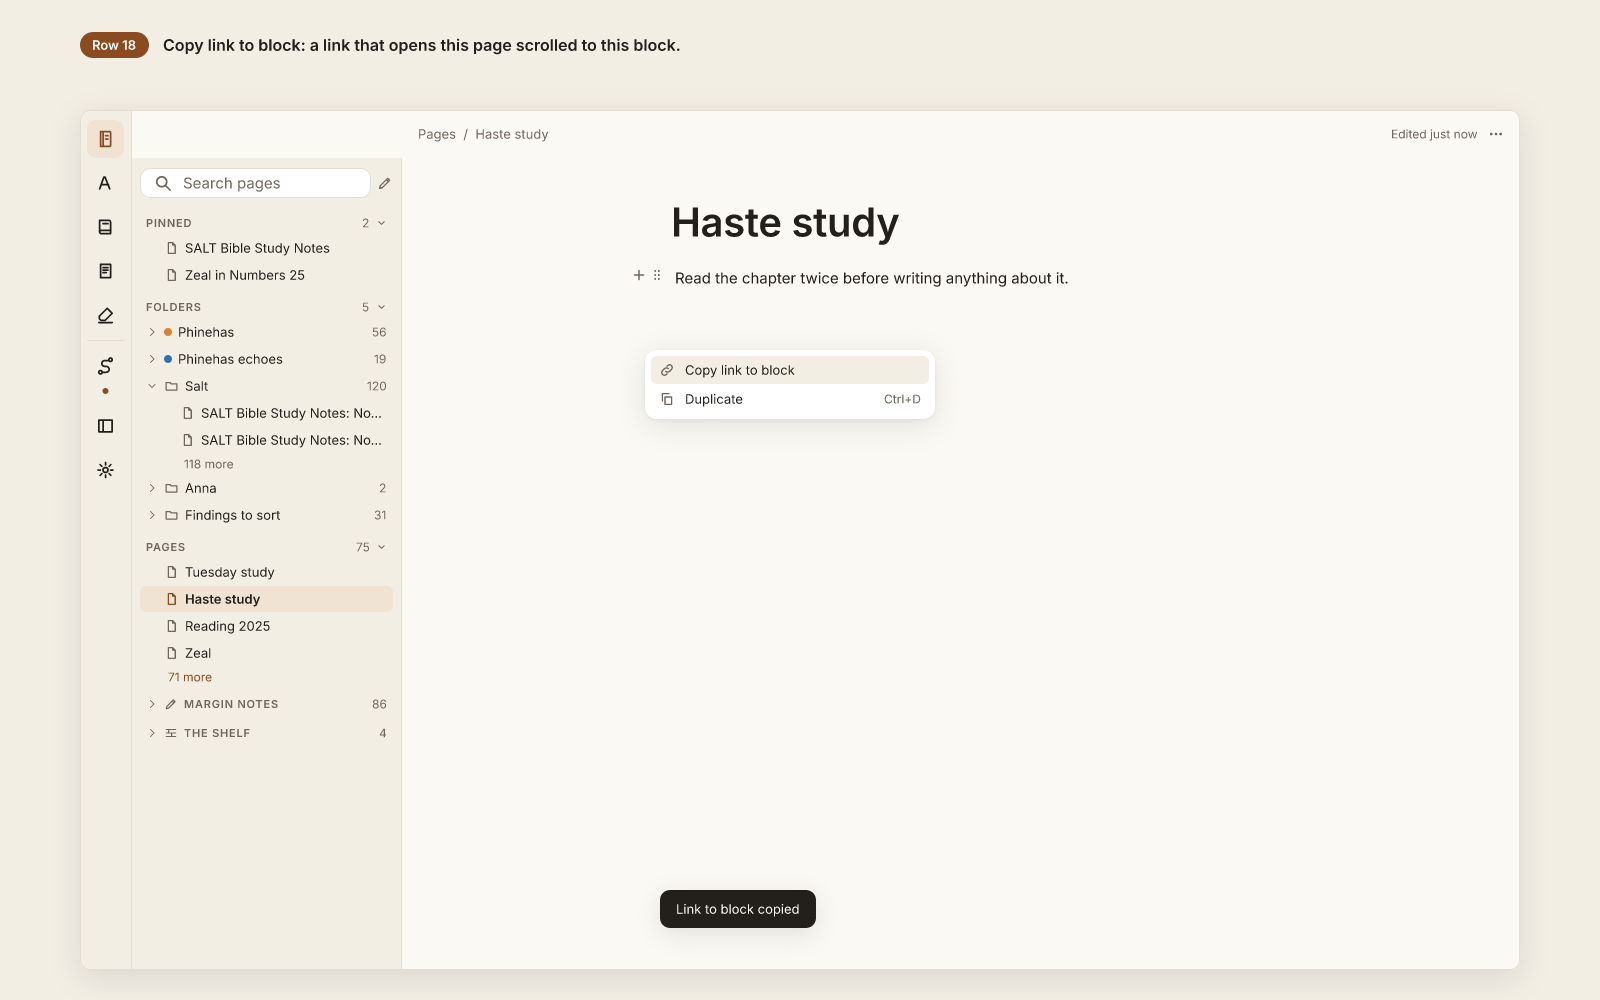 Row 18
Copy link to block: a link that opens this page scrolled to this block.
Pages / Haste study
Edited just now
Search pages
PINNED 2
SALT Bible Study Notes
Zeal in Numbers 25
FOLDERS 5
Phinehas 56
Phinehas echoes 19
Salt 120
SALT Bible Study Notes: No...
SALT Bible Study Notes: No...
118 more
Anna 2
Findings to sort 31
PAGES 75
Tuesday study
Haste study
Reading 2025
Zeal
71 more
MARGIN NOTES 86
THE SHELF 4
Haste study
Read the chapter twice before writing anything about it.
Copy link to block
Duplicate Ctrl+D
Link to block copied